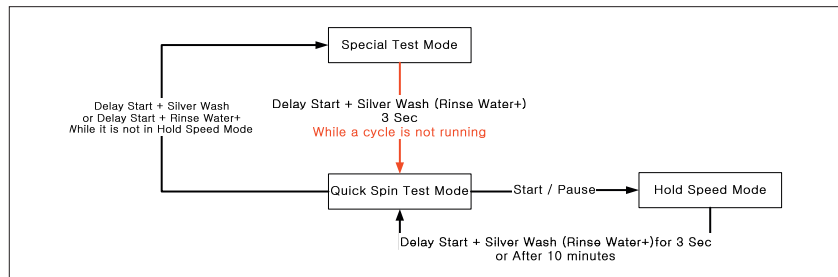 Special Test Mode
Delay Start + Silver Wash
or Delay Start + Rinse Water+
While it is not in Hold Speed Mode
Delay Start + Silver Wash (Rinse Water+)
3 Sec
While a cycle is not running
Quick Spin Test Mode
Start / Pause
Hold Speed Mode
Delay Start + Silver Wash (Rinse Water+)for 3 Sec
or After 10 minutes